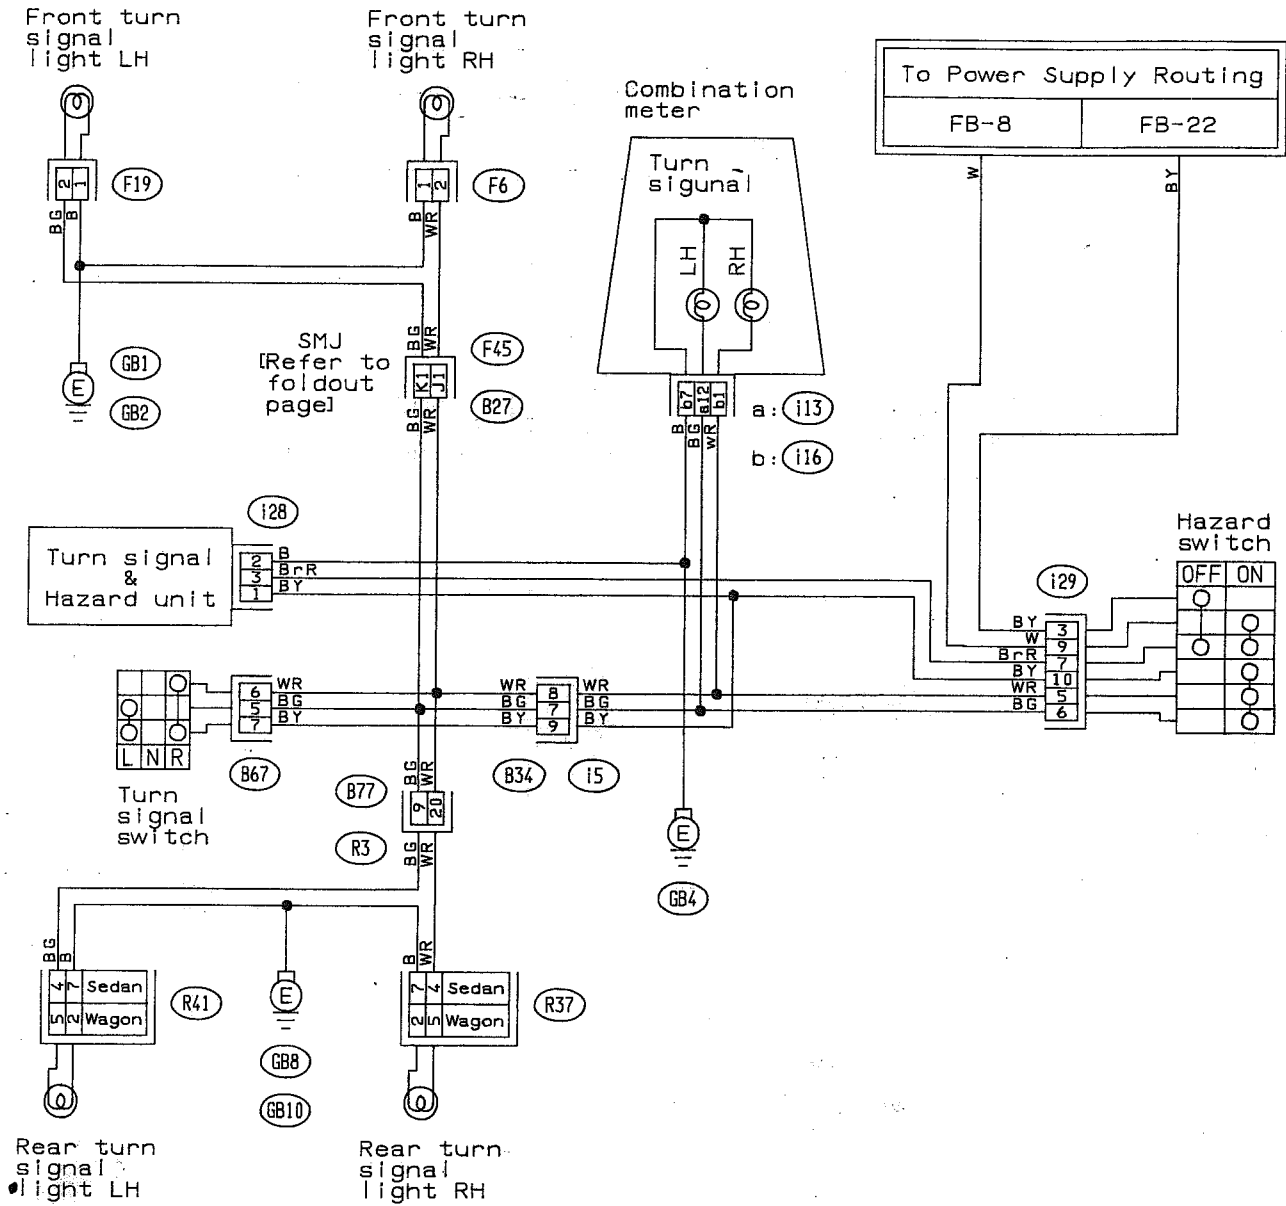 Front turn
signal
light LH
Front turn
signal
light RH
Combination
meter
To Power Supply Routing
FB-8
FB-22
Turn
sigunal
LH
RH
W
BY
2
1
F19
BG
B
1
2
F6
B
WR
GB1
E
GB2
SMJ
[Refer to
foldout
page]
BG
WR
K1
J1
BG
WR
F45
B27
b7
a12
b1
B
BG
WR
a: i13
b: i16
i28
Turn signal
&
Hazard unit
2
3
1
B
BrR
BY
Hazard
switch
OFF
ON
i29
BY
W
BrR
BY
WR
BG
3
9
7
10
5
6
L
N
R
Turn
signal
switch
6
5
7
WR
BG
BY
B67
WR
BG
BY
8
7
9
WR
BG
BY
B34
i5
BG
WR
B77
9
20
R3
BG
WR
E
GB4
BG
B
4
7
Sedan
5
2
Wagon
R41
E
GB8
GB10
B
WR
7
4
Sedan
2
5
Wagon
R37
Rear turn
signal
light LH
Rear turn
signal
light RH